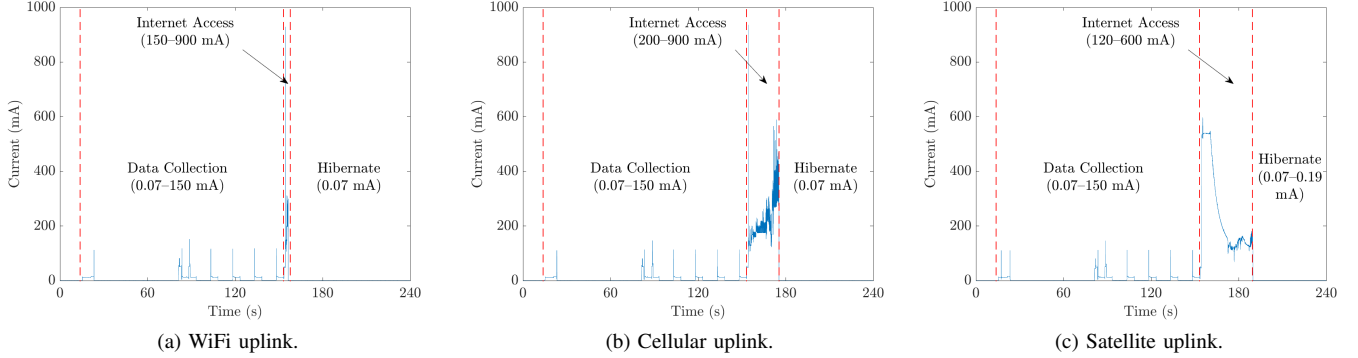 Internet Access
(150–900 mA)
Data Collection
(0.07–150 mA)
Hibernate
(0.07 mA)
Current (mA)
1000
800
600
400
200
0
0 60 120 180 240
Time (s)
(a) WiFi uplink.
Internet Access
(200–900 mA)
Data Collection
(0.07–150 mA)
Hibernate
(0.07 mA)
Current (mA)
1000
800
600
400
200
0
0 60 120 180 240
Time (s)
(b) Cellular uplink.
Internet Access
(120–600 mA)
Data Collection
(0.07–150 mA)
Hibernate
(0.07–0.19
mA)
Current (mA)
1000
800
600
400
200
0
0 60 120 180 240
Time (s)
(c) Satellite uplink.